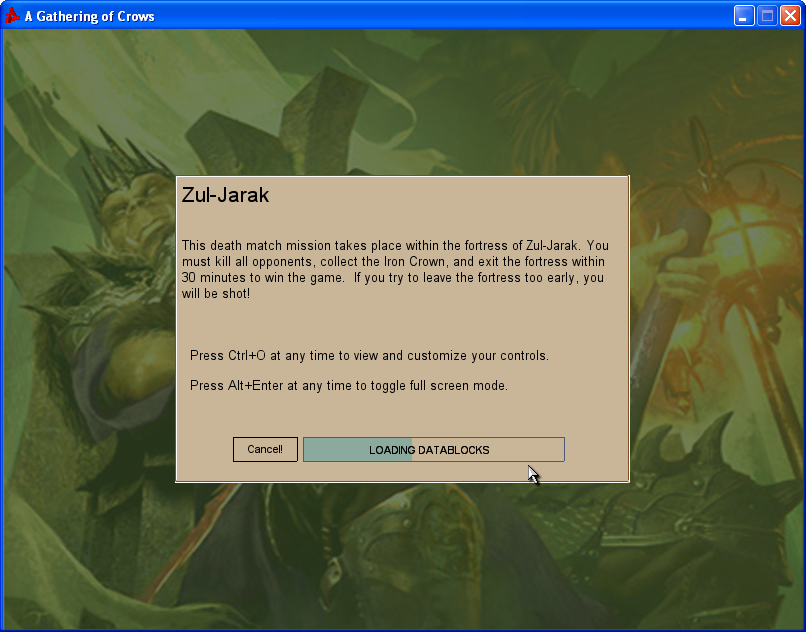 A Gathering of Crows
Zul-Jarak
This death match mission takes place within the fortress of Zul-Jarak. You
must kill all opponents, collect the Iron Crown, and exit the fortress within
30 minutes to win the game.  If you try to leave the fortress too early, you
will be shot!
Press Ctrl+O at any time to view and customize your controls.
Press Alt+Enter at any time to toggle full screen mode.
Cancel! LOADING DATABLOCKS